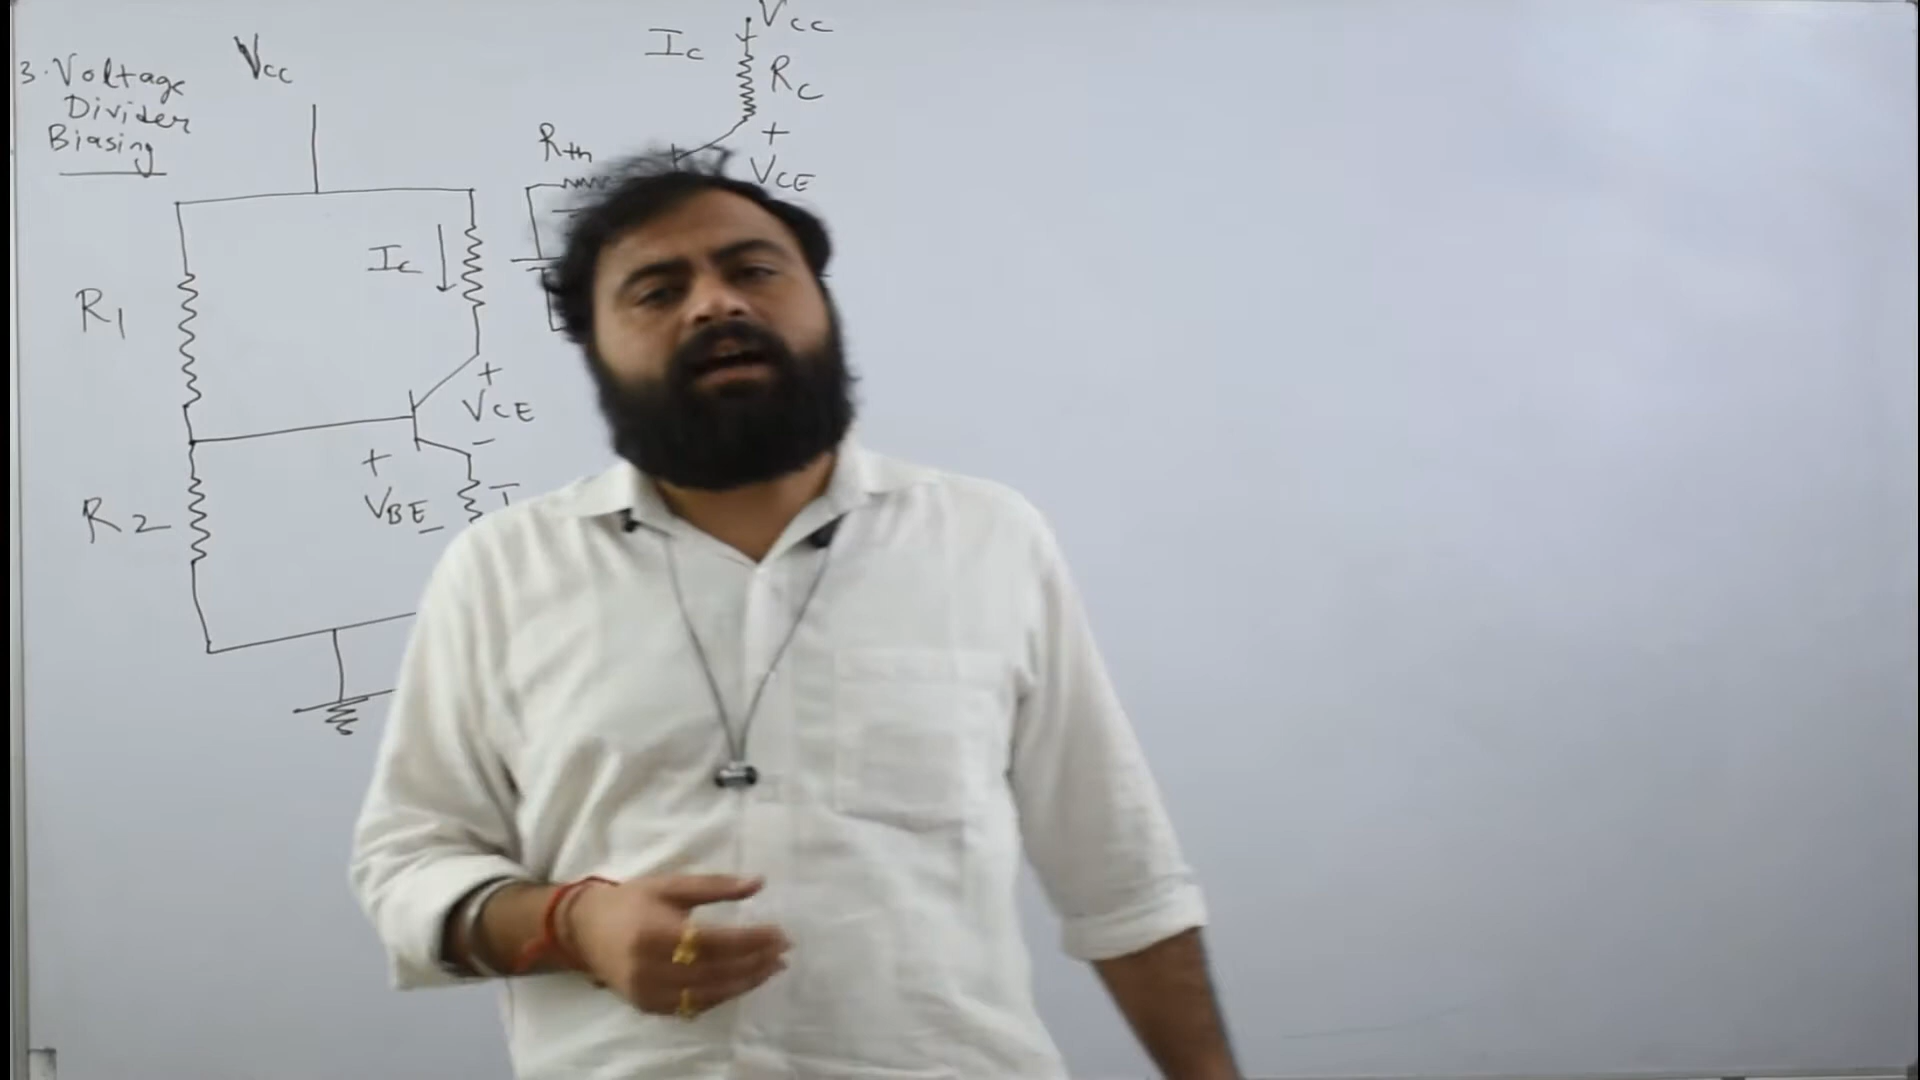 3. Voltage
Divider
Biasing
Vcc
Ic
R1
+
VCE
-
+
VBE
-
R2
Ic
Vcc
Rc
Rth
+
VCE